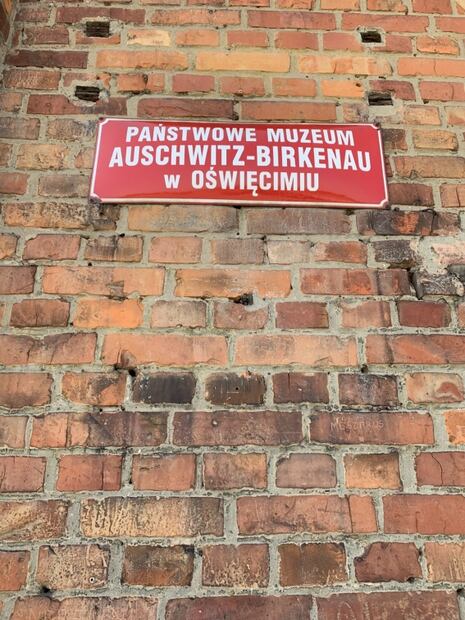 PAŃSTWOWE MUZEUM
AUSCHWITZ-BIRKENAU
w OŚWIĘCIMIU